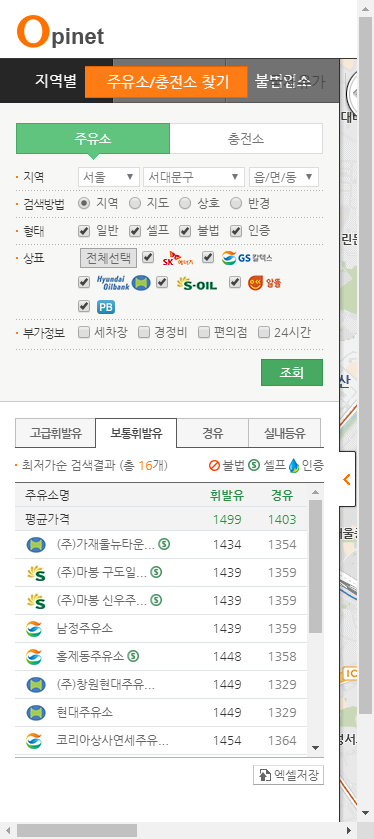 Opinet
지역별 주유소/충전소 찾기 불법업소
주유소 충전소
지역 서울 서대문구 읍/면/동
검색방법 지역 지도 상호 반경
형태 일반 셀프 불법 인증
상표 전체선택 SK에너지 GS칼텍스
Hyundai Oilbank S-OIL 알뜰
PB
부가정보 세차장 경정비 편의점 24시간
조회
고급휘발유 보통휘발유 경유 실내등유
최저가순 검색결과 (총 16개) 불법 셀프 인증
주유소명 휘발유 경유
평균가격 1499 1403
(주)가재울뉴타운... 1434 1354
(주)마봉 구도일... 1439 1359
(주)마봉 신우주... 1439 1359
남정주유소 1439 1359
홍제동주유소 1448 1358
(주)창원현대주유... 1449 1329
현대주유소 1449 1329
코리아상사연세주유... 1454 1364
엑셀저장